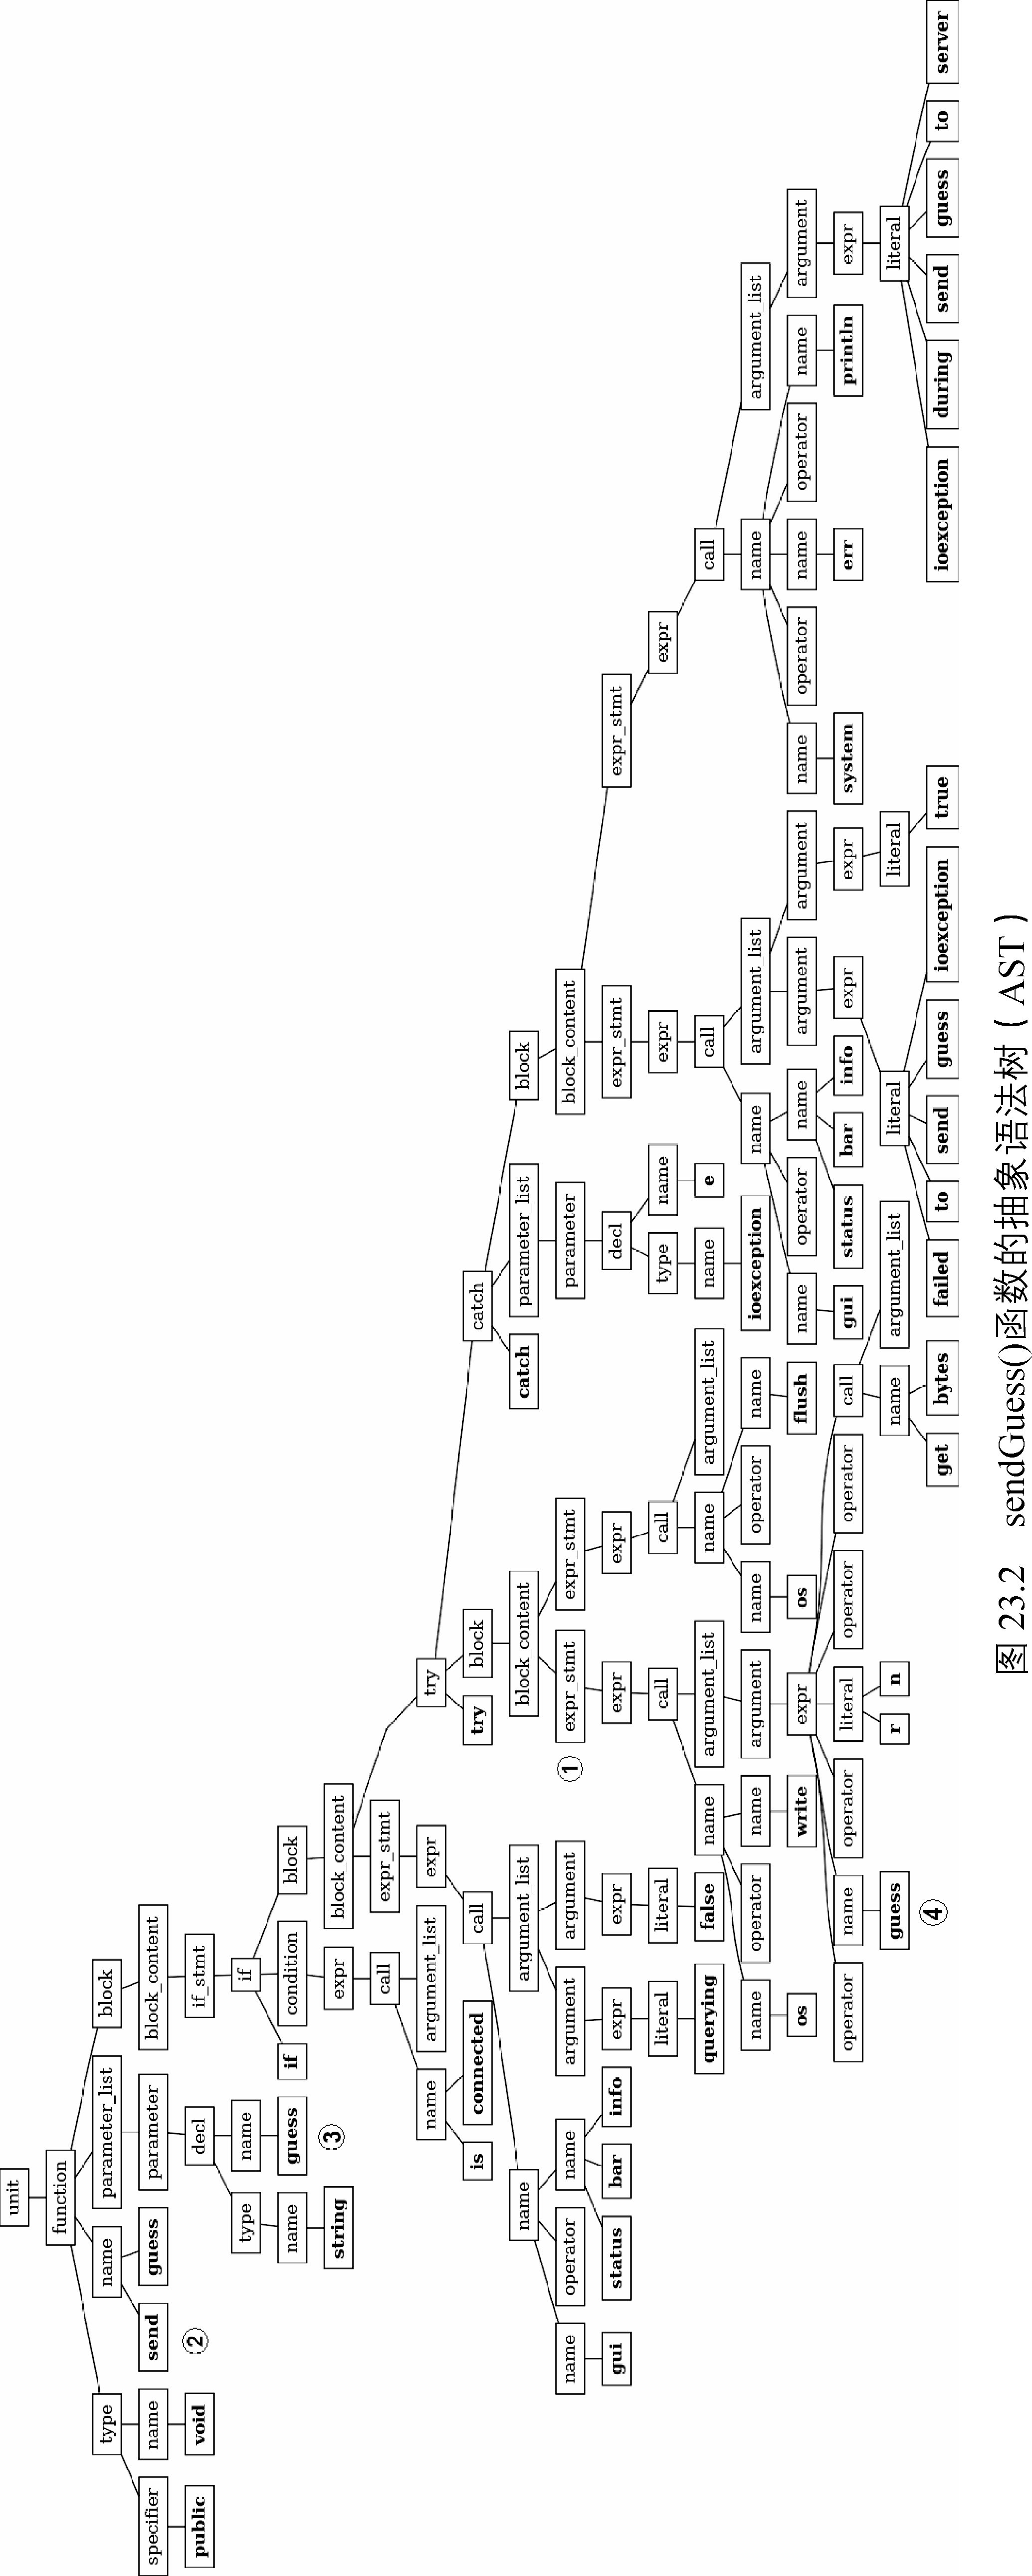 unit
function
type name parameter_list block
specifier name send guess parameter block_content
public void ② decl if_stmt
type name if
name guess if condition block
string ③ expr block_content
call expr_stmt
name argument_list expr try
is connected call try block catch
name argument_list block_content catch parameter_list block
name operator name argument argument ① expr_stmt expr_stmt parameter block_content
gui status bar info expr expr expr expr decl expr_stmt expr_stmt
literal literal call call type name expr expr
querying false name argument_list name argument_list name e call call
name operator name argument name operator name ioexception name argument_list name argument_list
os write expr os flush name operator name argument argument name operator name operator name argument
operator name operator literal operator operator call gui status bar info expr expr system err println expr
guess r n name argument_list literal literal literal
④ get bytes failed to send guess ioexception true ioexception during send guess to server
图 23.2 sendGuess()函数的抽象语法树（AST）